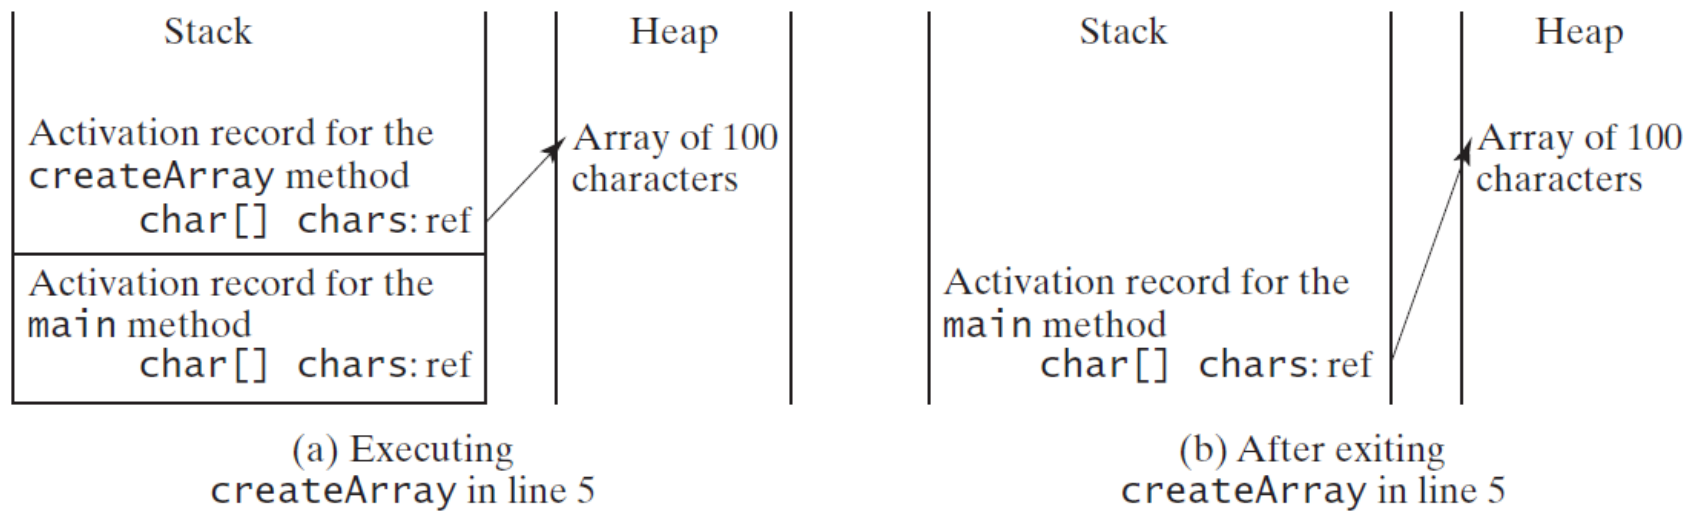 Stack
Heap
Activation record for the
createArray method
char[] chars: ref
Array of 100
characters
Activation record for the
main method
char[] chars: ref
(a) Executing
createArray in line 5
Stack
Heap
Array of 100
characters
Activation record for the
main method
char[] chars: ref
(b) After exiting
createArray in line 5